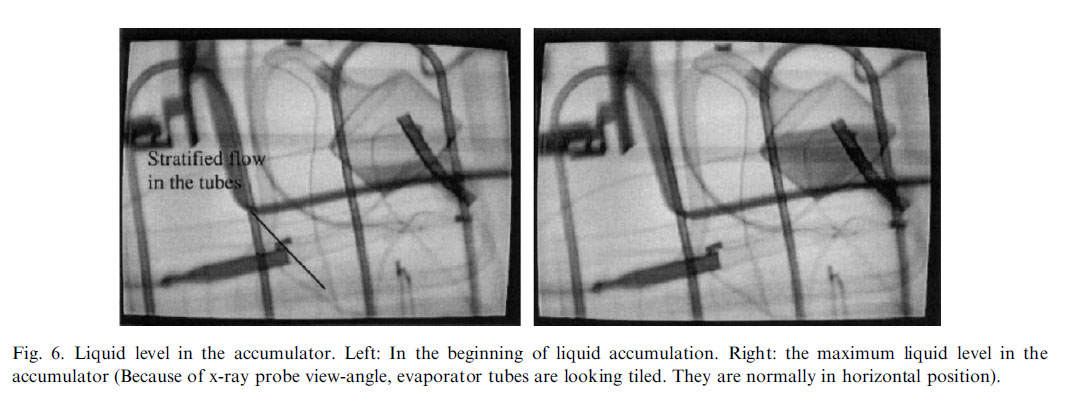 Stratified flow
in the tubes
Fig. 6. Liquid level in the accumulator. Left: In the beginning of liquid accumulation. Right: the maximum liquid level in the
accumulator (Because of x-ray probe view-angle, evaporator tubes are looking tiled. They are normally in horizontal position).